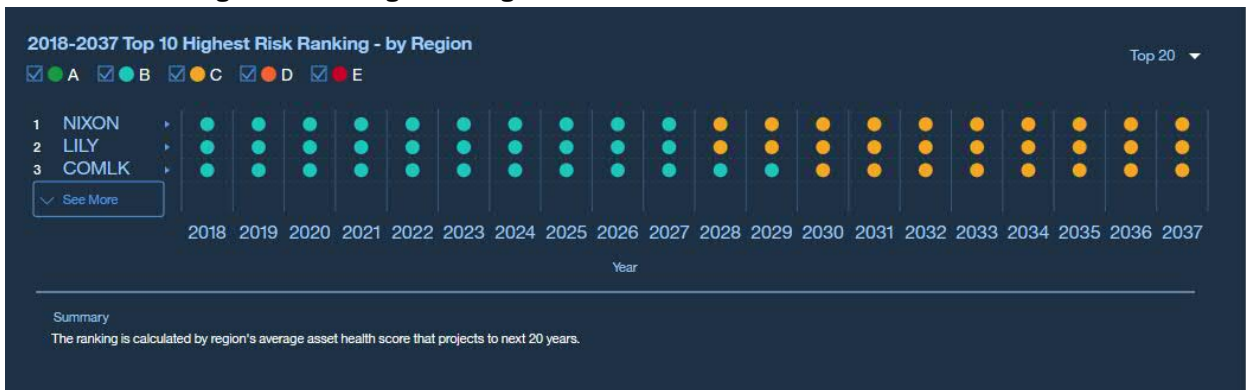 2018-2037 Top 10 Highest Risk Ranking - by Region
Top 20
A B C D E
1 NIXON
2 LILY
3 COMLK
See More
2018 2019 2020 2021 2022 2023 2024 2025 2026 2027 2028 2029 2030 2031 2032 2033 2034 2035 2036 2037
Year
Summary
The ranking is calculated by region's average asset health score that projects to next 20 years.